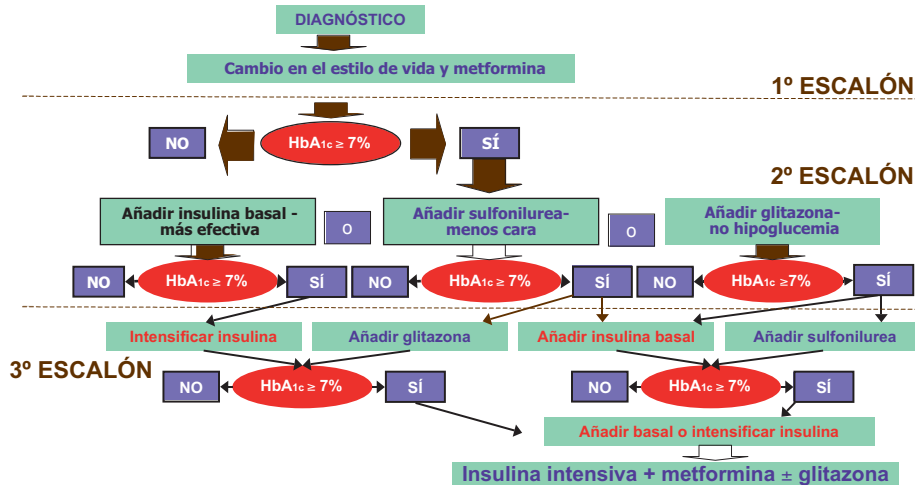 DIAGNÓSTICO
Cambio en el estilo de vida y metformina
1º ESCALÓN
NO
HbA1c ≥ 7%
SÍ
2º ESCALÓN
Añadir insulina basal -
más efectiva
o
Añadir sulfonilurea-
menos cara
o
Añadir glitazona-
no hipoglucemia
NO
HbA1c ≥ 7%
SÍ
NO
HbA1c ≥ 7%
SÍ
NO
HbA1c ≥7%
SÍ
Intensificar insulina
Añadir glitazona
Añadir insulina basal
Añadir sulfonilurea
3º ESCALÓN
NO
HbA1c ≥ 7%
SÍ
NO
HbA1c ≥ 7%
SÍ
Añadir basal o intensificar insulina
Insulina intensiva + metformina ± glitazona